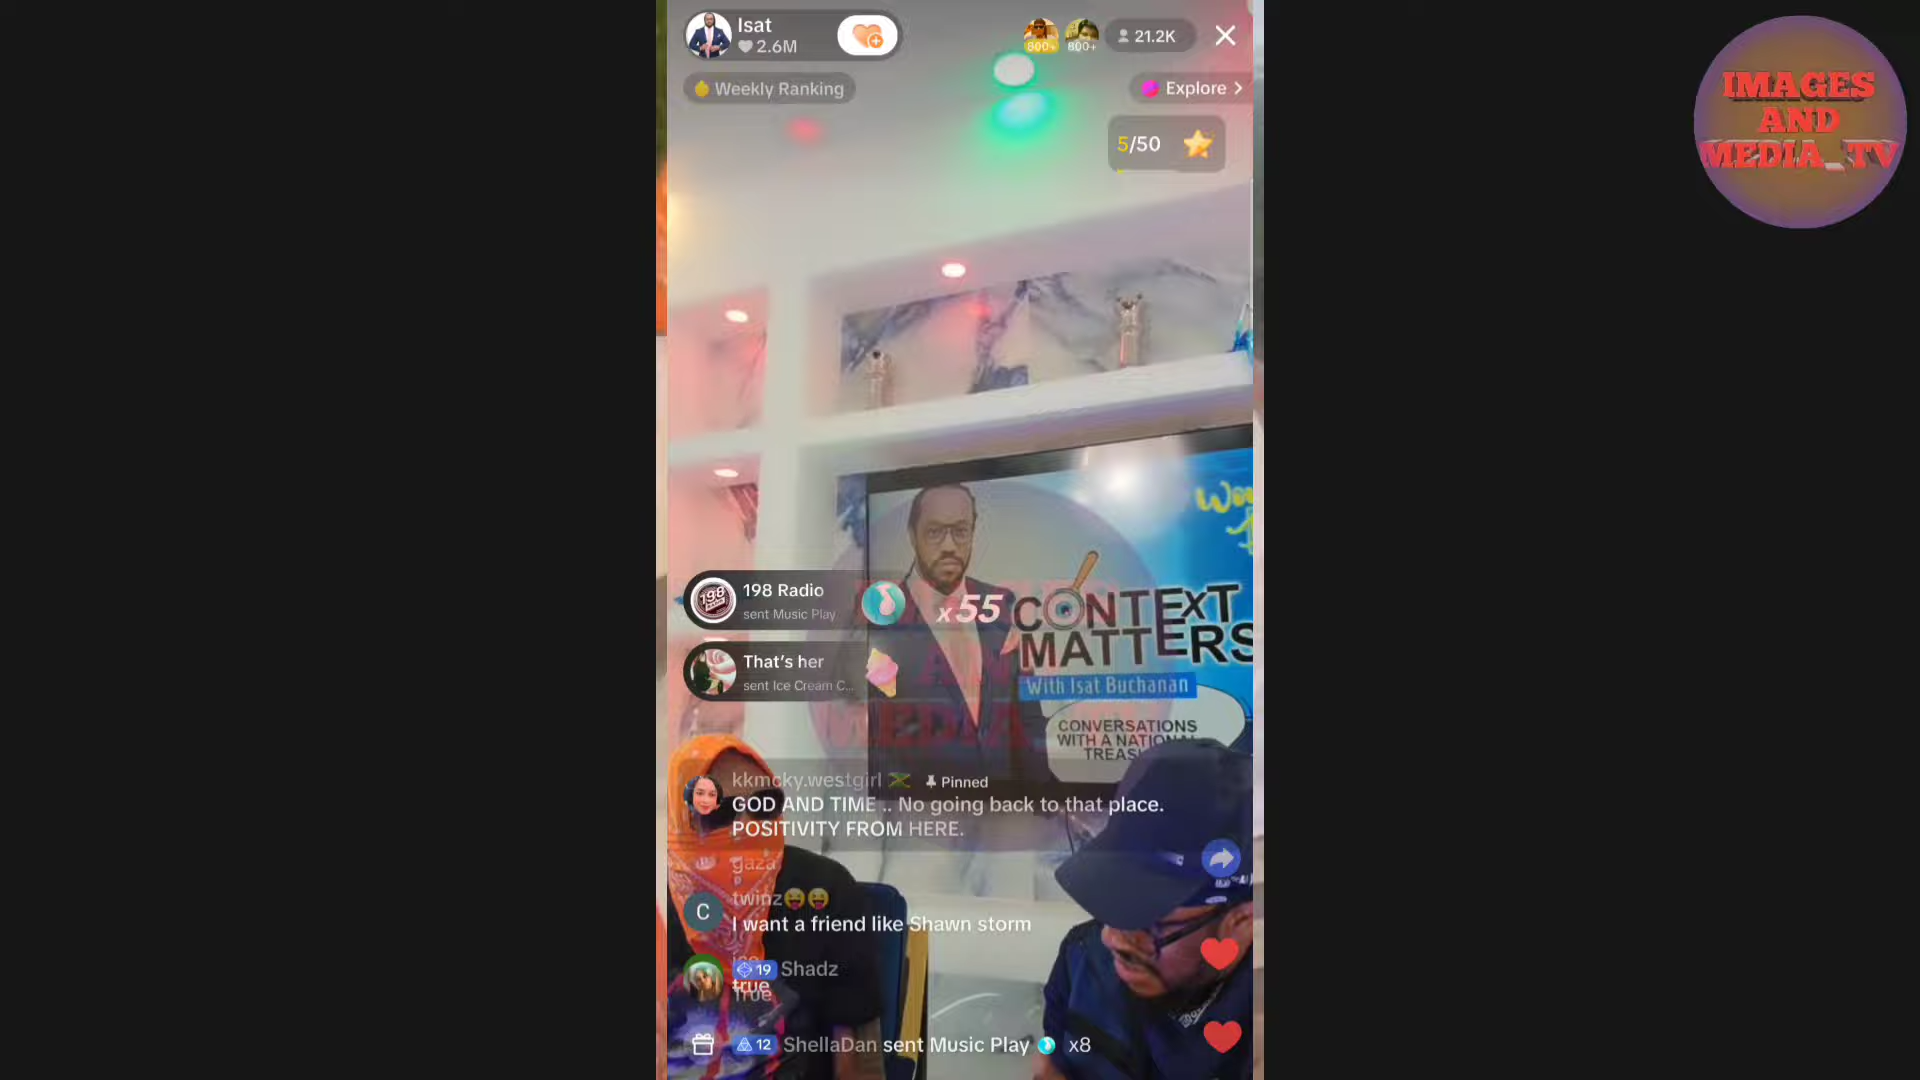 Isat
2.6M
800+
800+
21.2K
Weekly Ranking
Explore
5/50
IMAGES
AND
MEDIA_TV
198 Radio
sent Music Play
x55
That's her
sent Ice Cream C...
CONTEXT
MATTERS
With Isat Buchanan
CONVERSATIONS
WITH A NATIONAL
kkmcky.westgirl
Pinned
GOD AND TIME .. No going back to that place.
POSITIVITY FROM HERE.
gaza
twinz
C
I want a friend like Shawn storm
19 Shadz
true
True
12 ShellaDan sent Music Play x8